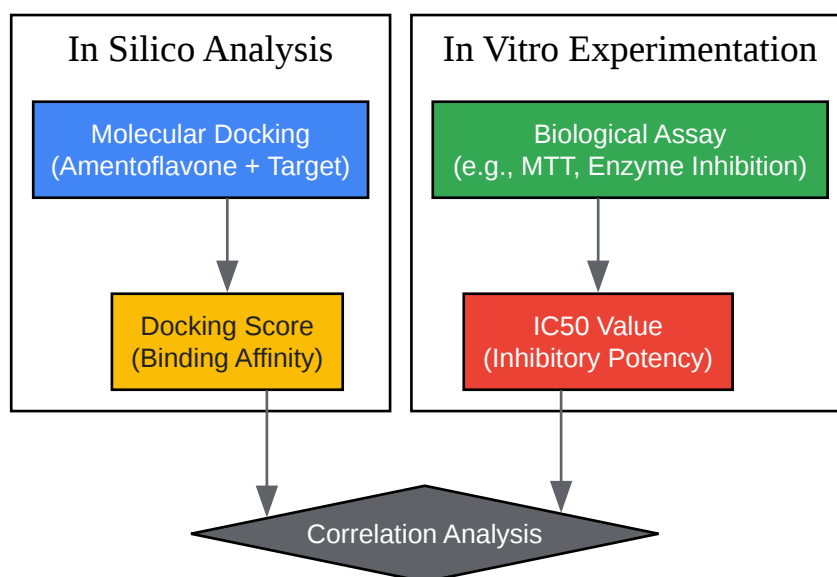 In Silico Analysis
Molecular Docking
(Amentoflavone + Target)
Docking Score
(Binding Affinity)
In Vitro Experimentation
Biological Assay
(e.g., MTT, Enzyme Inhibition)
IC50 Value
(Inhibitory Potency)
Correlation Analysis